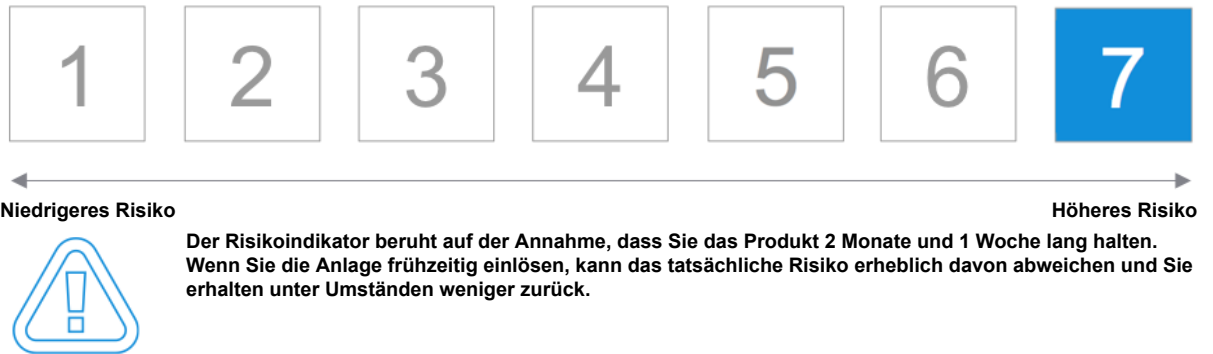 1 2 3 4 5 6 7
Niedrigeres Risiko Höheres Risiko
Der Risikoindikator beruht auf der Annahme, dass Sie das Produkt 2 Monate und 1 Woche lang halten.
Wenn Sie die Anlage frühzeitig einlösen, kann das tatsächliche Risiko erheblich davon abweichen und Sie
erhalten unter Umständen weniger zurück.